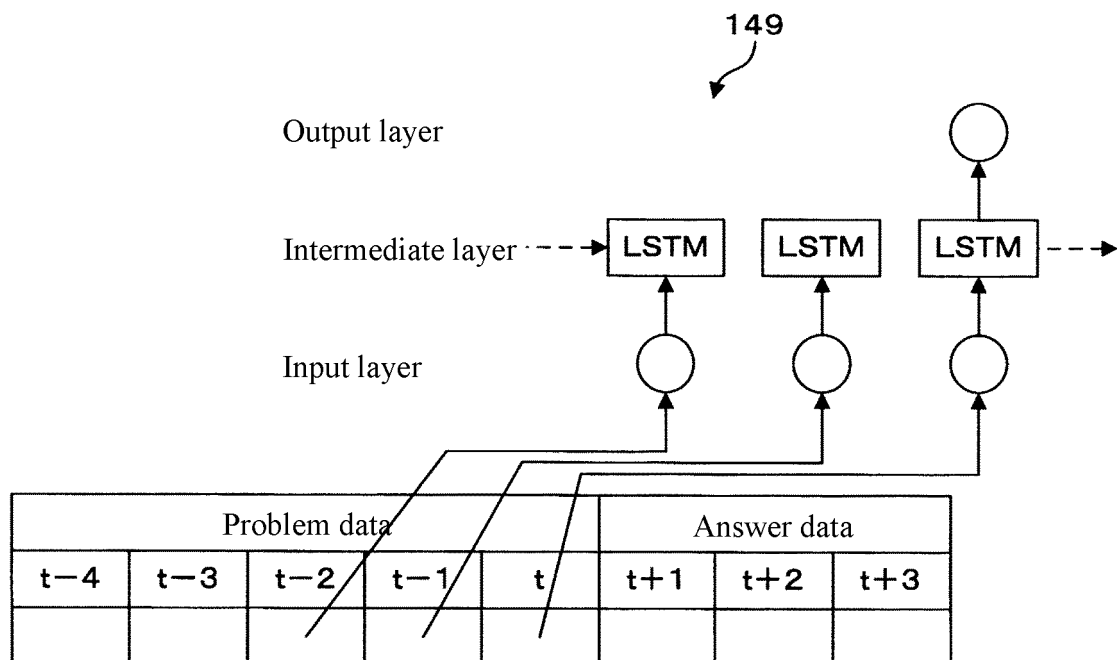 149
Output layer
Intermediate layer LSTM LSTM LSTM
Input layer
Problem data Answer data
t−4 t−3 t−2 t−1 t t+1 t+2 t+3